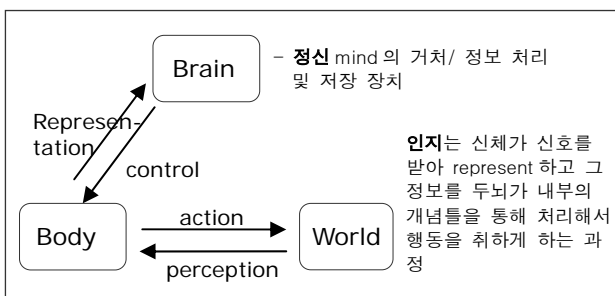 Brain
– 정신 mind 의 거처/ 정보 처리
및 저장 장치
Represen-
tation
control
인지는 신체가 신호를
받아 represent 하고 그
정보를 두뇌가 내부의
개념틀을 통해 처리해서
행동을 취하게 하는 과
정
Body
action
perception
World